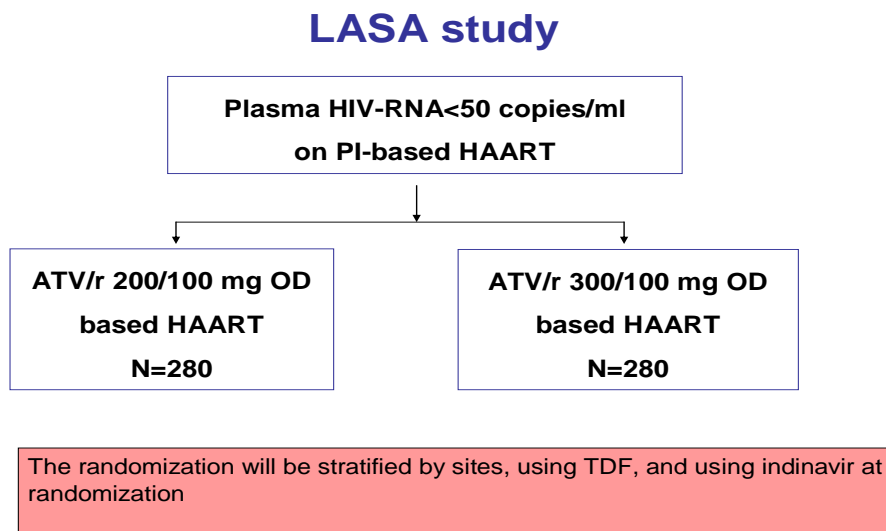 LASA study
Plasma HIV-RNA<50 copies/ml
on PI-based HAART
ATV/r 200/100 mg OD
based HAART
N=280
ATV/r 300/100 mg OD
based HAART
N=280
The randomization will be stratified by sites, using TDF, and using indinavir at
randomization